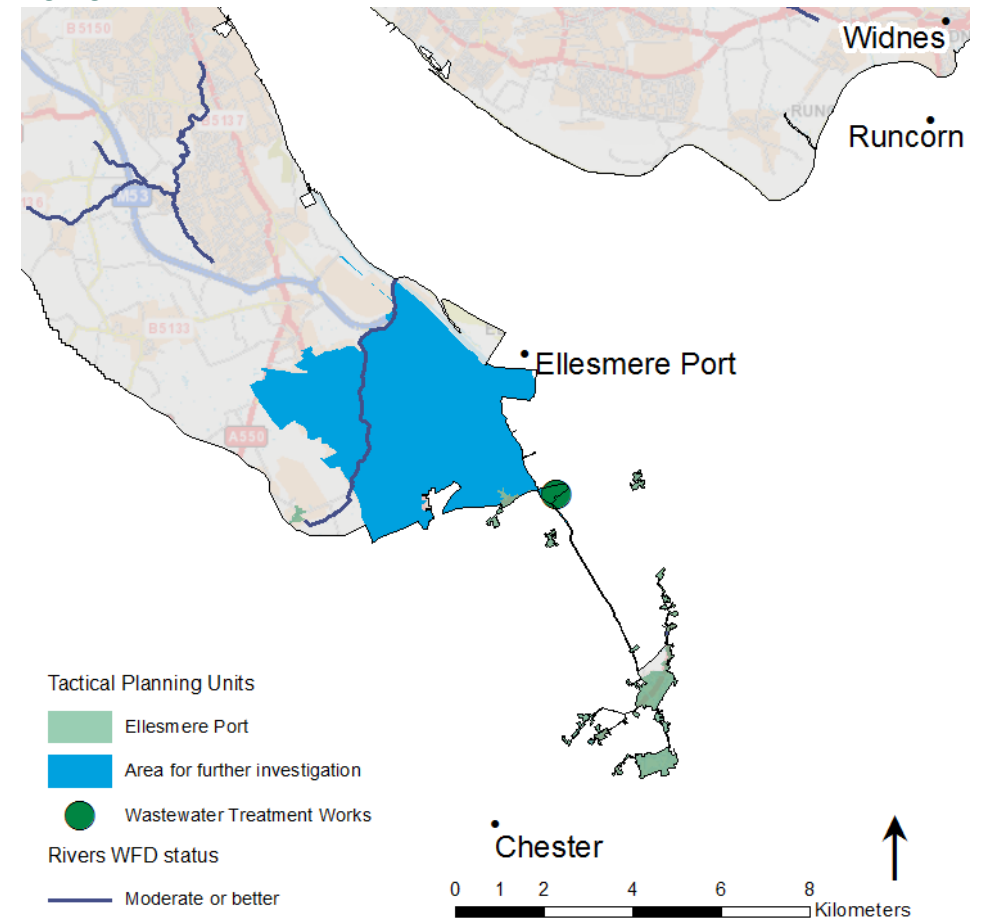 B5150
Widnes
B5137
RUN
Runcorn
M53
B5133
Ellesmere Port
A550
Tactical Planning Units
Ellesmere Port
Area for further investigation
Wastewater Treatment Works
Rivers WFD status
Moderate or better
Chester
0 1 2 4 6 8
Kilometers